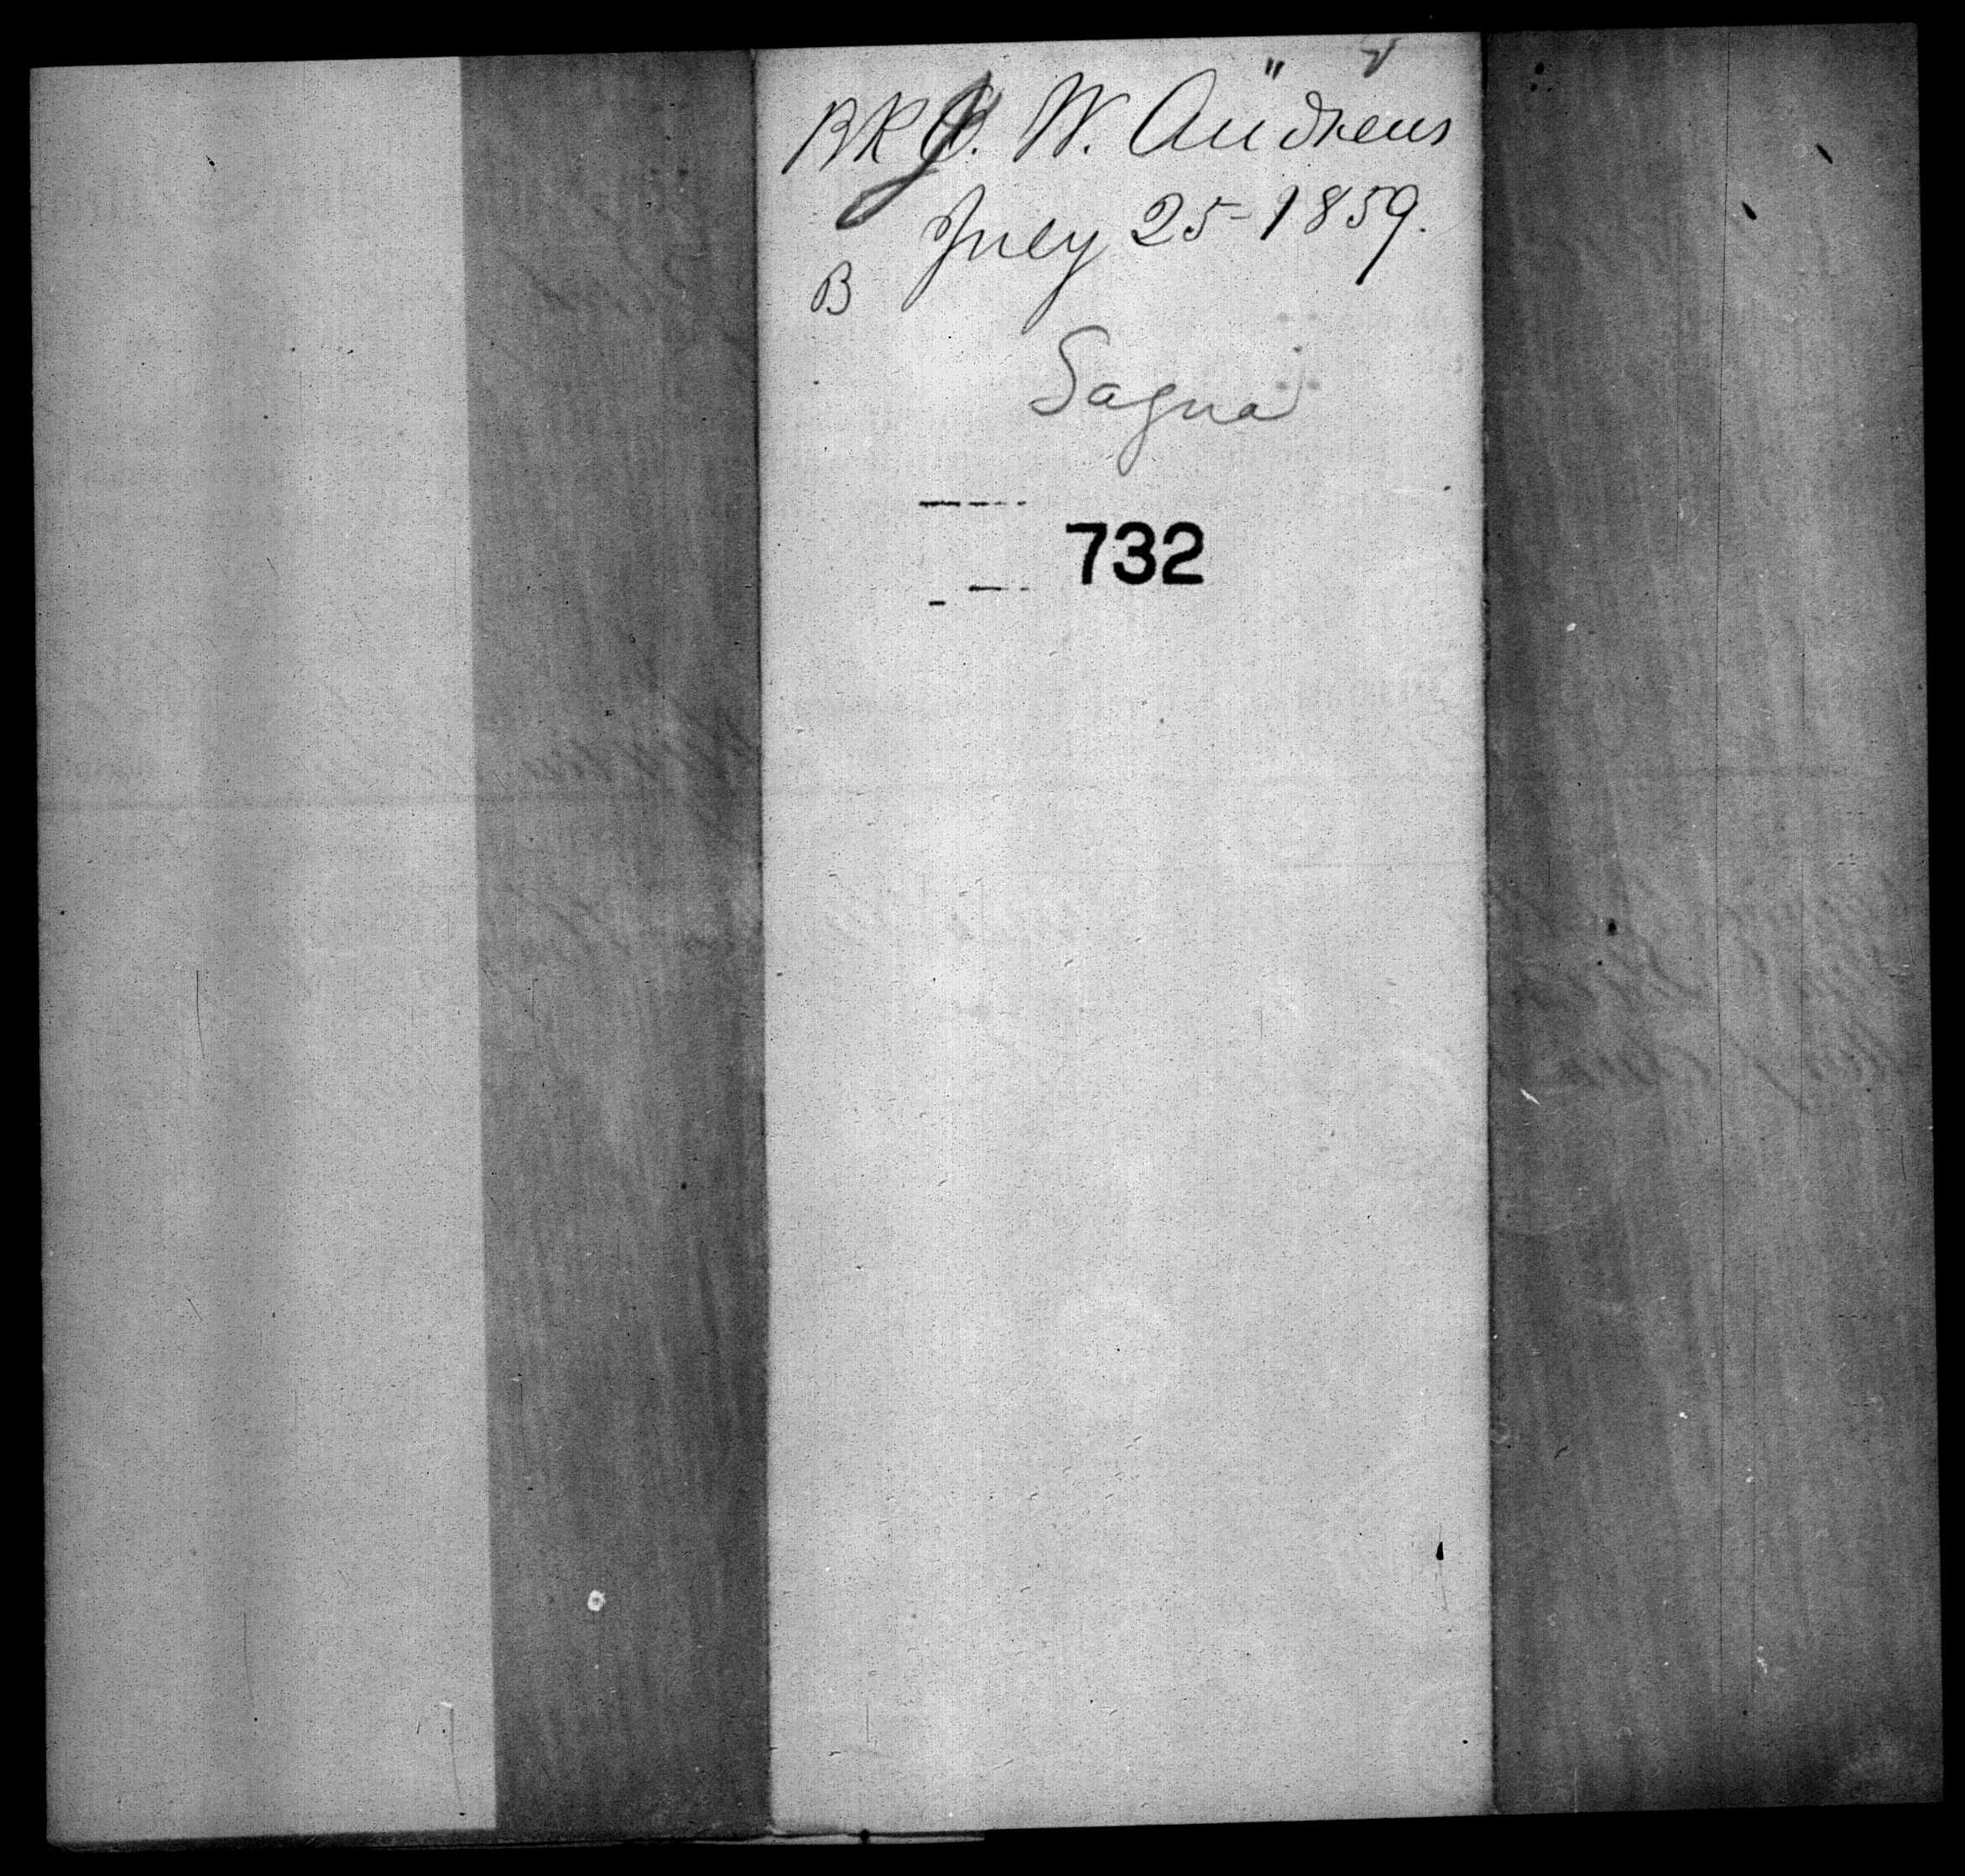 BK J. W. Andrews
July 25-1859.
B
Sagua
732